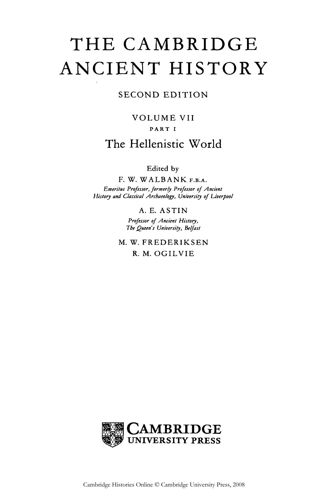 THE CAMBRIDGE
ANCIENT HISTORY
SECOND EDITION
VOLUME VII
PART I
The Hellenistic World
Edited by
F. W. WALBANK F.B.A.
Emeritus Professor, formerly Professor of Ancient
History and Classical Archaeology, University of Liverpool
A. E. ASTIN
Professor of Ancient History,
The Queen's University, Belfast
M. W. FREDERIKSEN
R. M. OGILVIE
CAMBRIDGE
UNIVERSITY PRESS
Cambridge Histories Online © Cambridge University Press, 2008